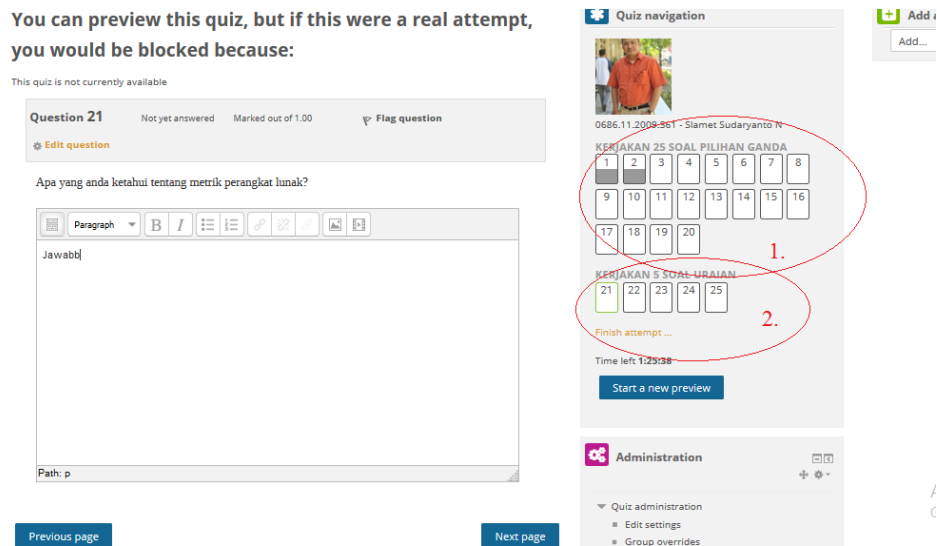 You can preview this quiz, but if this were a real attempt,
you would be blocked because:
This quiz is not currently available
Question 21 Not yet answered Marked out of 1.00 Flag question
Edit question
Apa yang anda ketahui tentang metrik perangkat lunak?
Paragraph B I
Jawabb
Path: p
Previous page Next page
Quiz navigation
0686.11.2009.361 - Slamet Sudaryanto N
KERJAKAN 25 SOAL PILIHAN GANDA
1 2 3 4 5 6 7 8
9 10 11 12 13 14 15 16
17 18 19 20
1.
KERJAKAN 5 SOAL URAIAN
21 22 23 24 25
2.
Finish attempt ...
Time left 1:25:38
Start a new preview
Administration
Quiz administration
Edit settings
Group overrides
Add
Add...